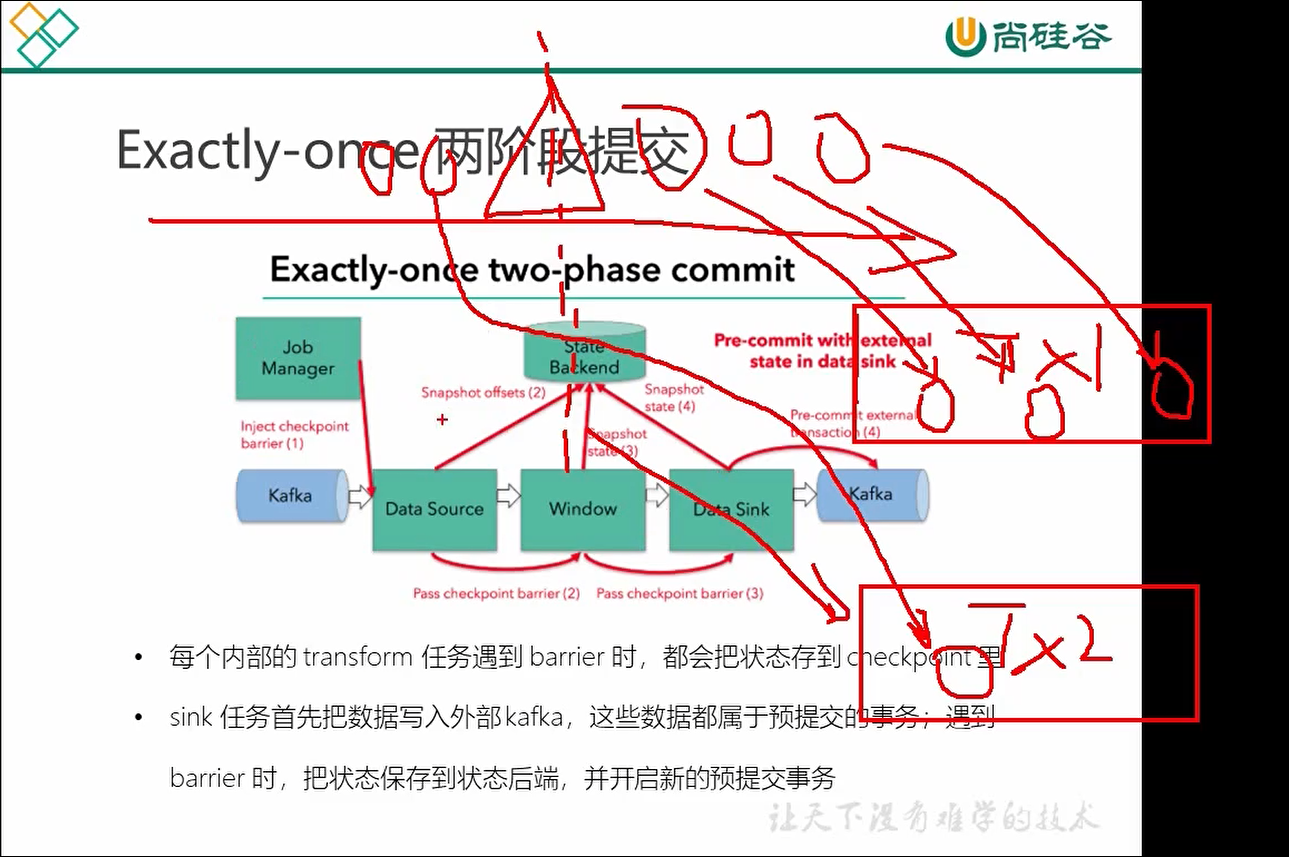 尚硅谷
Exactly-once 两阶段提交
Exactly-once two-phase commit
Job
Manager
State
Backend
Pre-commit with external
state in data sink
Tx1
Snapshot offsets (2)
Snapshot
state (4)
Inject checkpoint
barrier (1)
Snapshot
state (3)
Pre-commit external
transaction (4)
Kafka
Data Source
Window
Data Sink
Kafka
Pass checkpoint barrier (2)
Pass checkpoint barrier (3)
Tx2
• 每个内部的 transform 任务遇到 barrier 时，都会把状态存到 checkpoint 里
• sink 任务首先把数据写入外部 kafka，这些数据都属于预提交的事务；遇到
barrier 时，把状态保存到状态后端，并开启新的预提交事务
让天下没有难学的技术